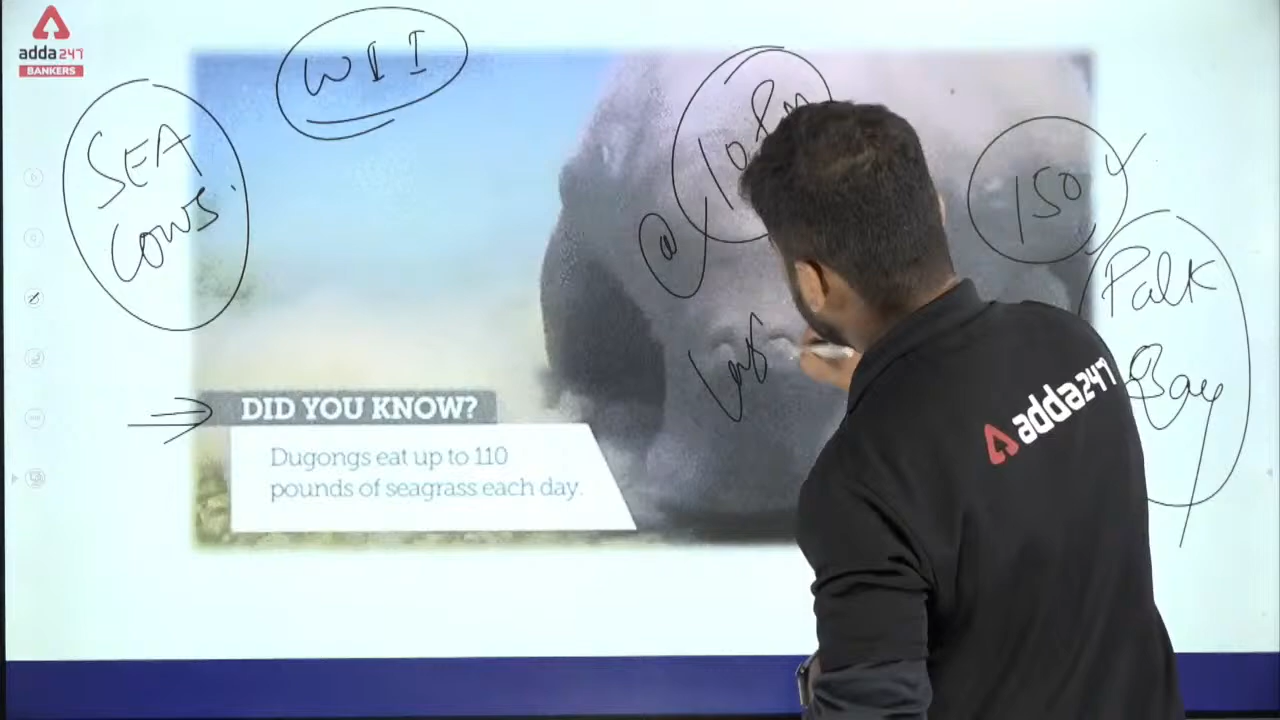 adda247
BANKERS
WII
SEA
COWS
@
150
Palk
Bay
DID YOU KNOW?
Dugongs eat up to 110
pounds of seagrass each day.
adda247